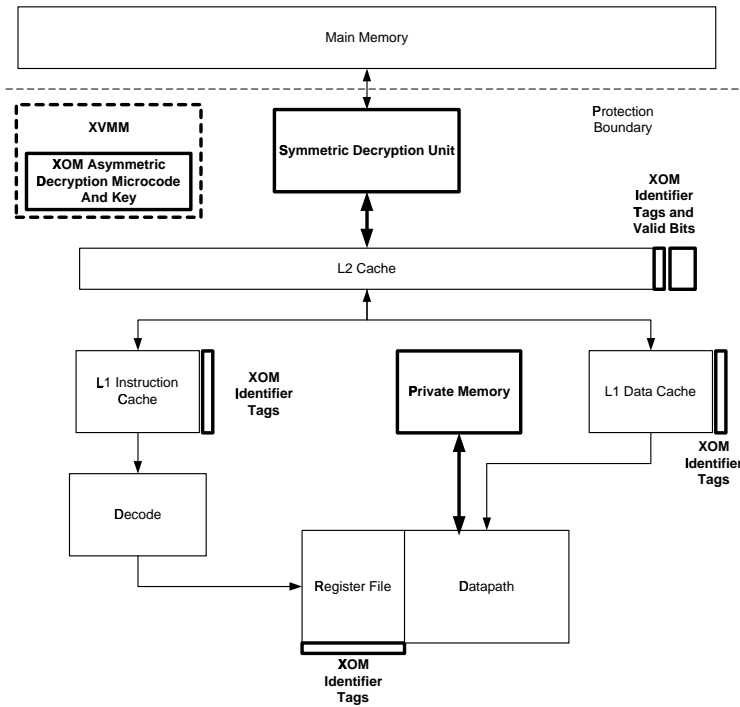 Main Memory
Protection
Boundary
XVMM
XOM Asymmetric
Decryption Microcode
And Key
Symmetric Decryption Unit
XOM
Identifier
Tags and
Valid Bits
L2 Cache
L1 Instruction
Cache
XOM
Identifier
Tags
Private Memory
L1 Data Cache
XOM
Identifier
Tags
Decode
Register File
Datapath
XOM
Identifier
Tags